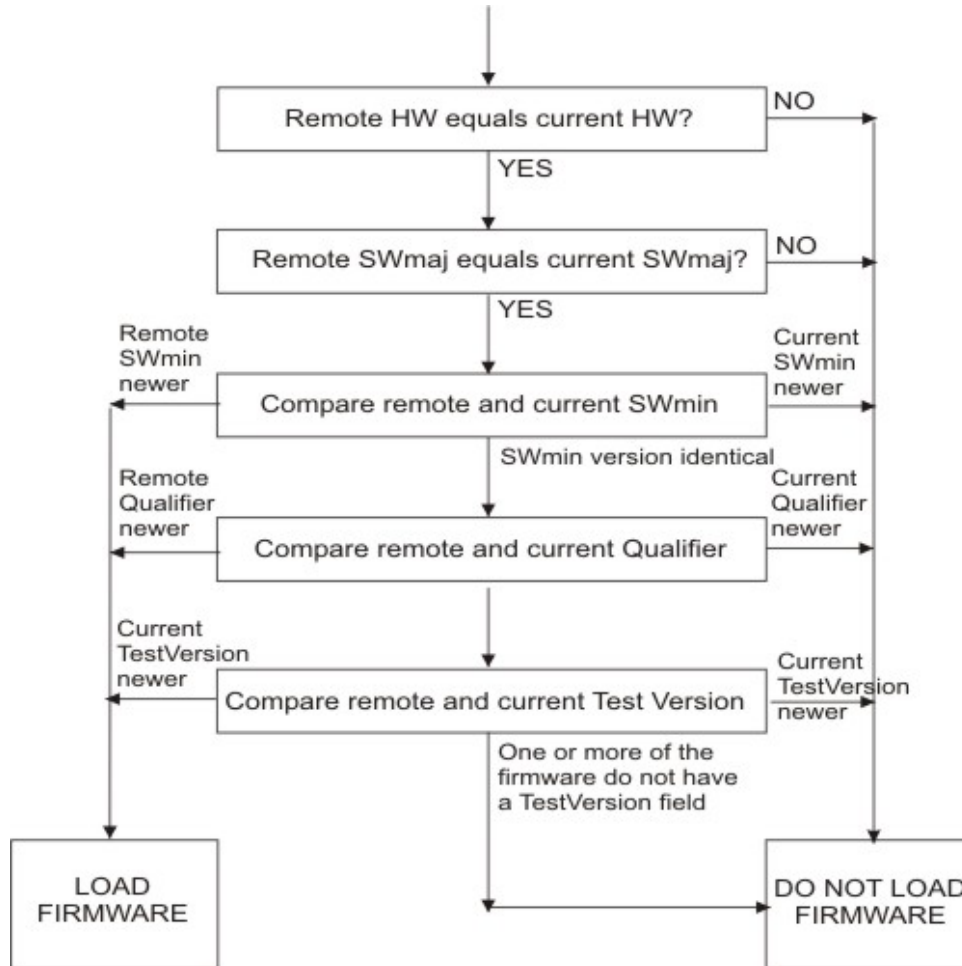 Remote HW equals current HW?
NO
YES
Remote SWmaj equals current SWmaj?
NO
YES
Remote
SWmin
newer
Current
SWmin
newer
Compare remote and current SWmin
SWmin version identical
Remote
Qualifier
newer
Current
Qualifier
newer
Compare remote and current Qualifier
Current
TestVersion
newer
Current
TestVersion
newer
Compare remote and current Test Version
One or more of the
firmware do not have
a TestVersion field
LOAD
FIRMWARE
DO NOT LOAD
FIRMWARE